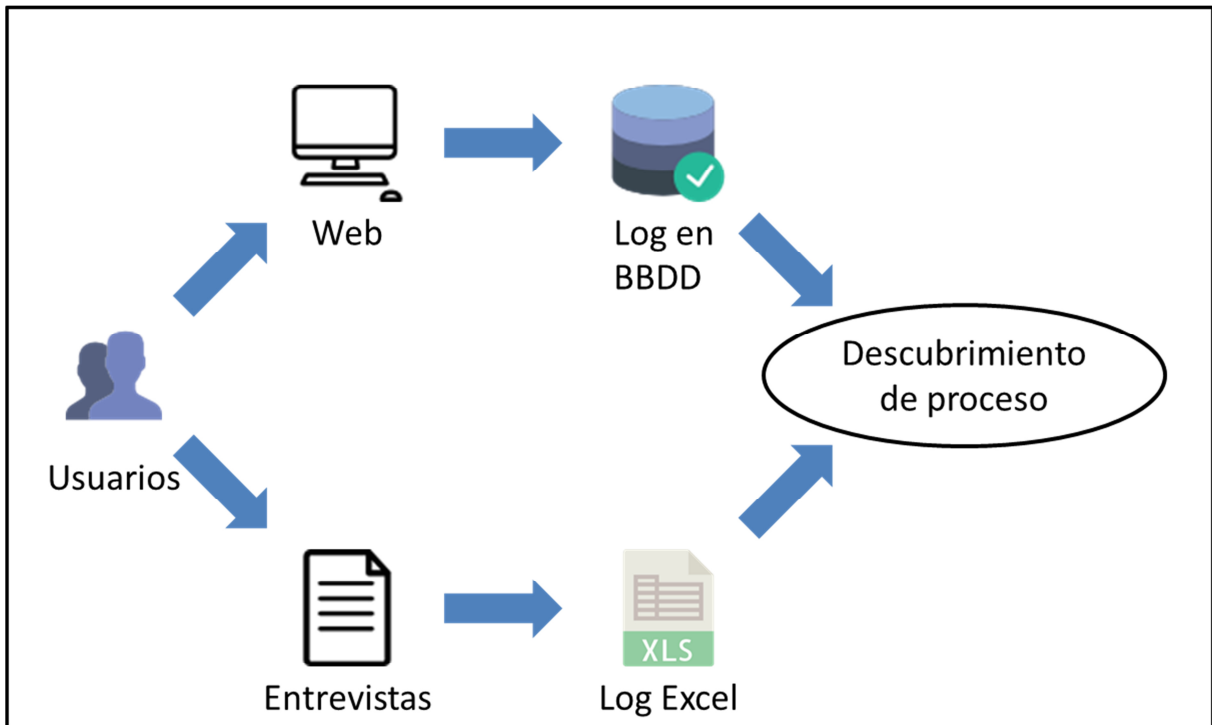 Web
Log en
BBDD
Descubrimiento
de proceso
Usuarios
XLS
Entrevistas
Log Excel